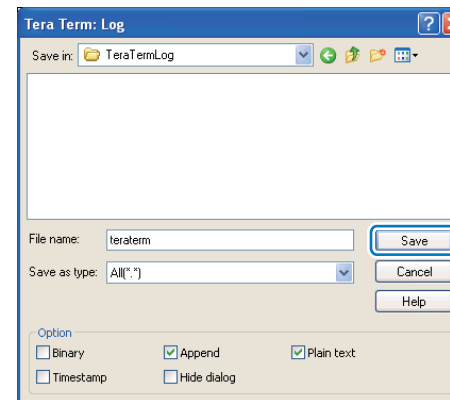 Tera Term: Log
Save in: TeraTermLog
File name: teraterm Save
Save as type: All(*.*) Cancel
Help
Option
Binary Append Plain text
Timestamp Hide dialog